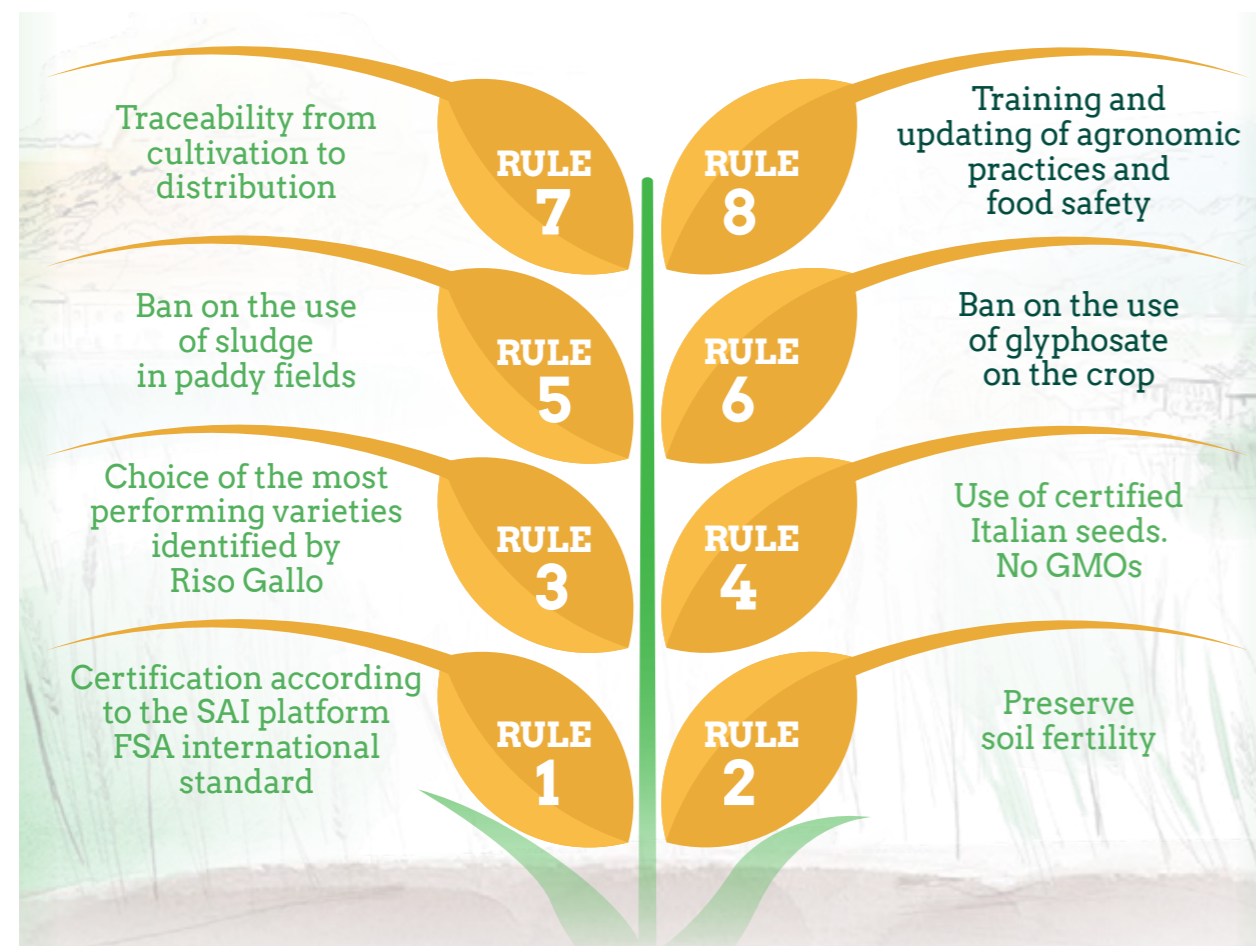 Traceability from
cultivation to
distribution
RULE
7
RULE
8
Training and
updating of agronomic
practices and
food safety
Ban on the use
of sludge
in paddy fields
RULE
5
RULE
6
Ban on the use
of glyphosate
on the crop
Choice of the most
performing varieties
identified by
Riso Gallo
RULE
3
RULE
4
Use of certified
Italian seeds.
No GMOs
Certification according
to the SAI platform
FSA international
standard
RULE
1
RULE
2
Preserve
soil fertility